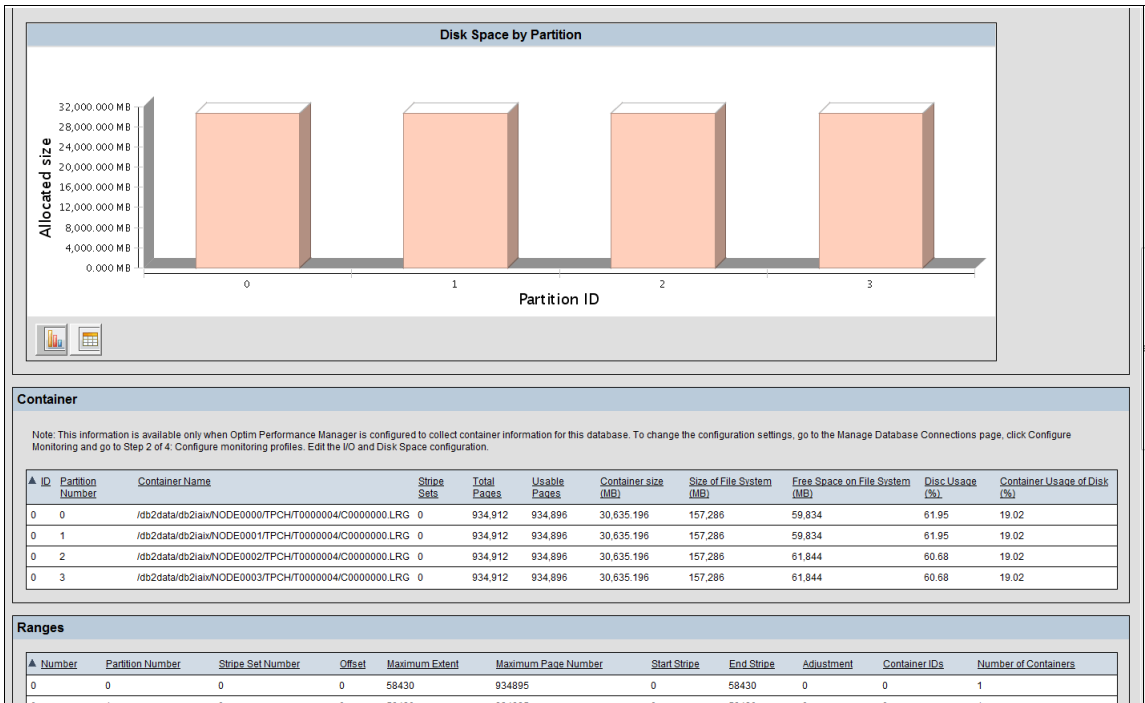 Disk Space by Partition
32,000.000 MB
28,000.000 MB
24,000.000 MB
20,000.000 MB
16,000.000 MB
12,000.000 MB
8,000.000 MB
4,000.000 MB
0.000 MB
Allocated size
0 1 2 3
Partition ID
Container
Note: This information is available only when Optim Performance Manager is configured to collect container information for this database. To change the configuration settings, go to the Manage Database Connections page, click Configure
Monitoring and go to Step 2 of 4: Configure monitoring profiles. Edit the I/O and Disk Space configuration.
ID Partition Number Container Name Stripe Sets Total Pages Usable Pages Container size (MB) Size of File System (MB) Free Space on File System (MB) Disc Usage (%) Container Usage of Disk (%)
0 0 /db2data/db2iaix/NODE0000/TPCH/T0000004/C0000000.LRG 0 934,912 934,896 30,635.196 157,286 59,834 61.95 19.02
0 1 /db2data/db2iaix/NODE0001/TPCH/T0000004/C0000000.LRG 0 934,912 934,896 30,635.196 157,286 59,834 61.95 19.02
0 2 /db2data/db2iaix/NODE0002/TPCH/T0000004/C0000000.LRG 0 934,912 934,896 30,635.196 157,286 61,844 60.68 19.02
0 3 /db2data/db2iaix/NODE0003/TPCH/T0000004/C0000000.LRG 0 934,912 934,896 30,635.196 157,286 61,844 60.68 19.02
Ranges
Number Partition Number Stripe Set Number Offset Maximum Extent Maximum Page Number Start Stripe End Stripe Adjustment Container IDs Number of Containers
0 0 0 0 58430 934895 0 58430 0 0 1